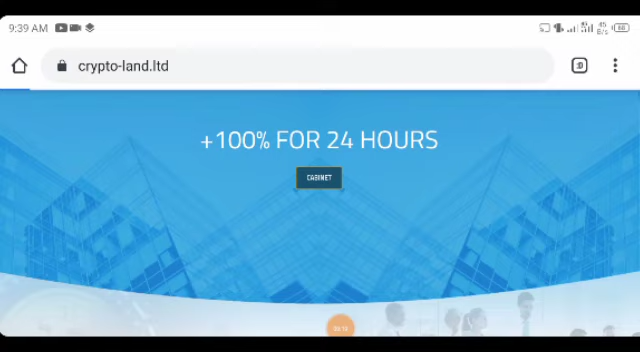 9:39 AM
crypto-land.ltd
:D
+100% FOR 24 HOURS
CABINET